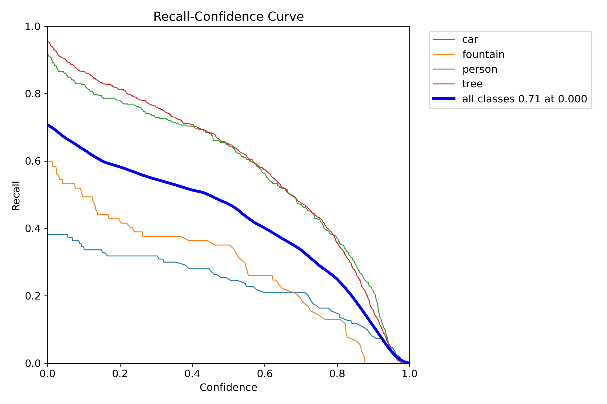 Recall-Confidence Curve
1.0
0.8
0.6
0.4
0.2
0.0
Recall
0.0 0.2 0.4 0.6 0.8 1.0
Confidence
car
fountain
person
tree
all classes 0.71 at 0.000